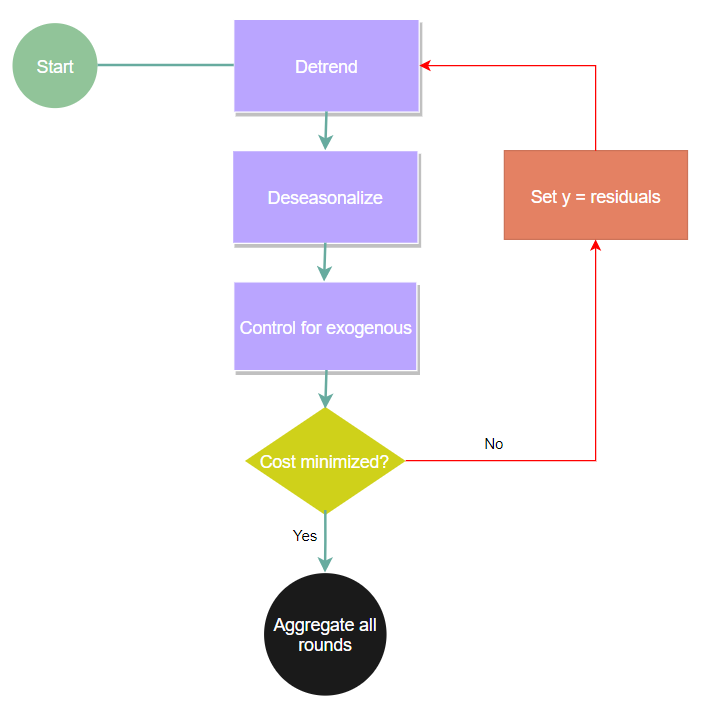 Start
Detrend
Deseasonalize
Set y = residuals
Control for exogenous
No
Cost minimized?
Yes
Aggregate all
rounds